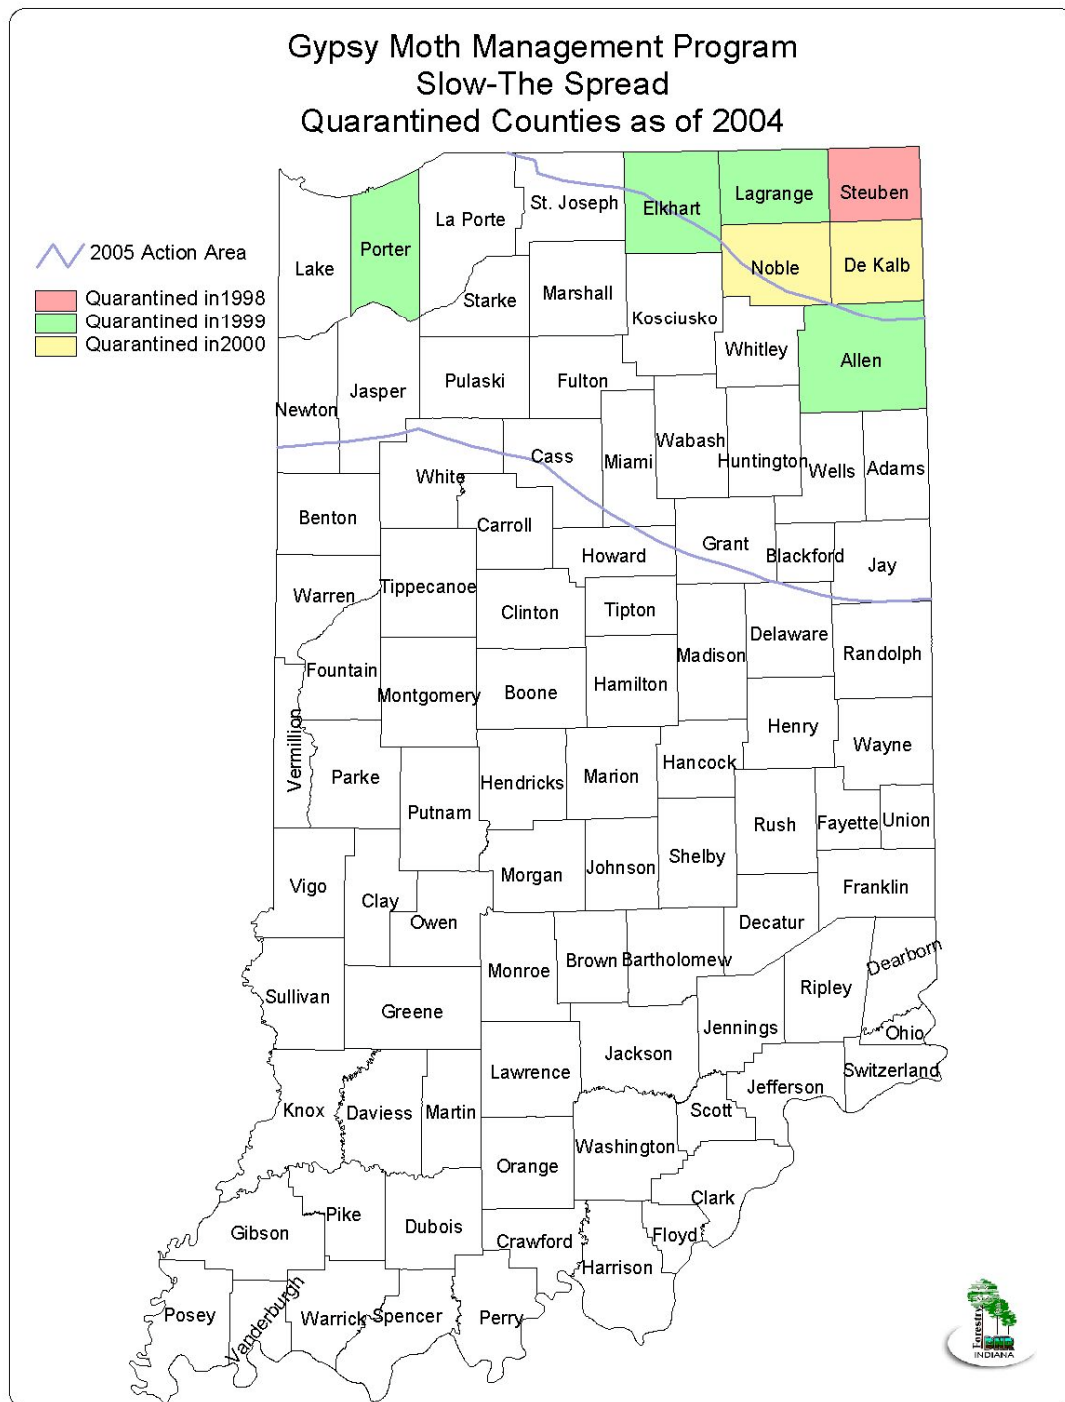 Gypsy Moth Management Program
Slow-The Spread
Quarantined Counties as of 2004
2005 Action Area
Quarantined in1998
Quarantined in1999
Quarantined in2000
Lake
Porter
La Porte
St. Joseph
Elkhart
Lagrange
Steuben
Noble
De Kalb
Starke
Marshall
Kosciusko
Whitley
Allen
Newton
Jasper
Pulaski
Fulton
Cass
Miami
Wabash
Huntington
Wells
Adams
White
Benton
Carroll
Howard
Grant
Blackford
Jay
Warren
Tippecanoe
Clinton
Tipton
Madison
Delaware
Randolph
Fountain
Montgomery
Boone
Hamilton
Henry
Wayne
Vermillion
Parke
Putnam
Hendricks
Marion
Hancock
Rush
Fayette
Union
Vigo
Clay
Owen
Morgan
Johnson
Shelby
Decatur
Franklin
Sullivan
Greene
Monroe
Brown
Bartholomew
Jennings
Ripley
Dearborn
Ohio
Switzerland
Knox
Daviess
Martin
Lawrence
Jackson
Jefferson
Scott
Washington
Orange
Clark
Gibson
Pike
Dubois
Crawford
Harrison
Floyd
Posey
Vanderburgh
Warrick
Spencer
Perry
Forestry
DNR
INDIANA